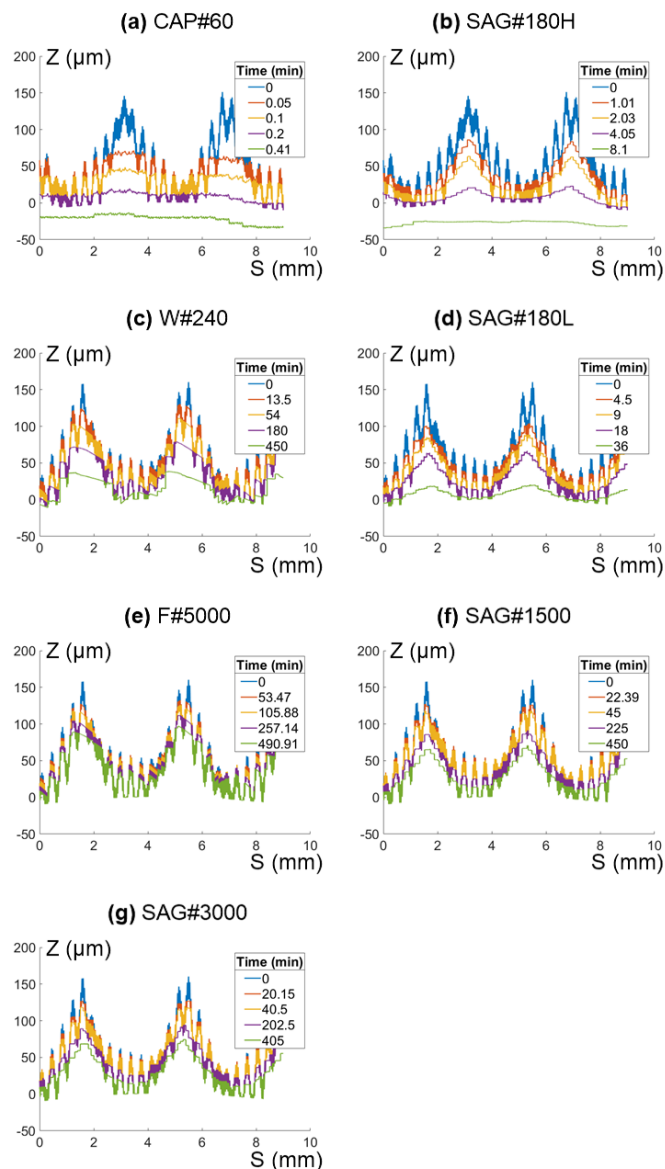 (a) CAP#60
(b) SAG#180H
Z (μm)
Time (min)
0
0.05
0.1
0.2
0.41
200
150
100
50
0
-50
0 2 4 6 8 10
S (mm)
Z (μm)
Time (min)
0
1.01
2.03
4.05
8.1
200
150
100
50
0
-50
0 2 4 6 8 10
S (mm)
(c) W#240
(d) SAG#180L
Z (μm)
Time (min)
0
13.5
54
180
450
200
150
100
50
0
-50
0 2 4 6 8 10
S (mm)
Z (μm)
Time (min)
0
4.5
9
18
36
200
150
100
50
0
-50
0 2 4 6 8 10
S (mm)
(e) F#5000
(f) SAG#1500
Z (μm)
Time (min)
0
53.47
105.88
257.14
490.91
200
150
100
50
0
-50
0 2 4 6 8 10
S (mm)
Z (μm)
Time (min)
0
22.39
45
225
450
200
150
100
50
0
-50
0 2 4 6 8 10
S (mm)
(g) SAG#3000
Z (μm)
Time (min)
0
20.15
40.5
202.5
405
200
150
100
50
0
-50
0 2 4 6 8 10
S (mm)